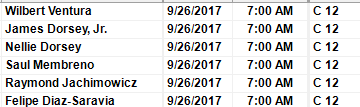 Wilbert Ventura 9/26/2017 7:00 AM C 12
James Dorsey, Jr. 9/26/2017 7:00 AM C 12
Nellie Dorsey 9/26/2017 7:00 AM C 12
Saul Membreno 9/26/2017 7:00 AM C 12
Raymond Jachimowicz 9/26/2017 7:00 AM C 12
Felipe Diaz-Saravia 9/26/2017 7:00 AM C 12